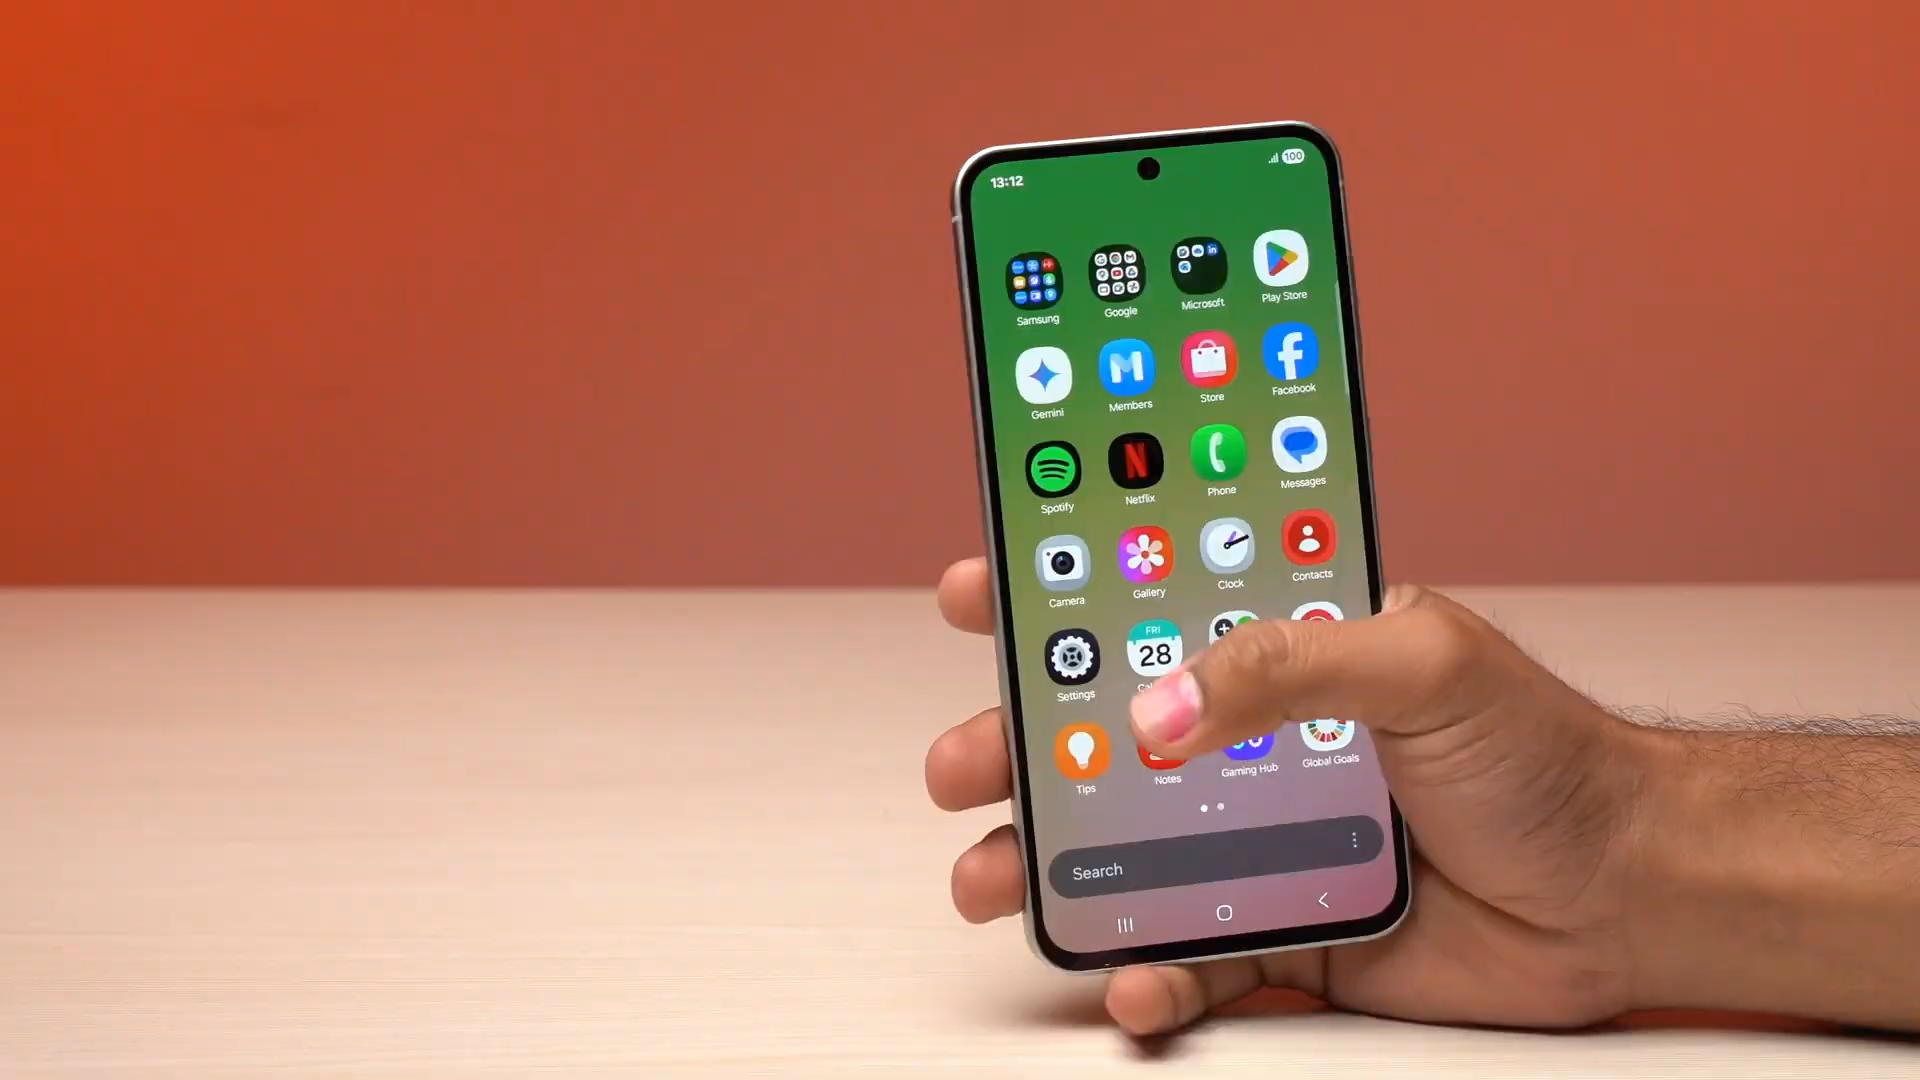 13:12
100
Samsung
Google
Microsoft
Play Store
Gemini
Members
Store
Facebook
Spotify
Netflix
Phone
Messages
Camera
Gallery
Clock
Contacts
FRI
28
Settings
Tips
Notes
Gaming Hub
Global Goals
Search